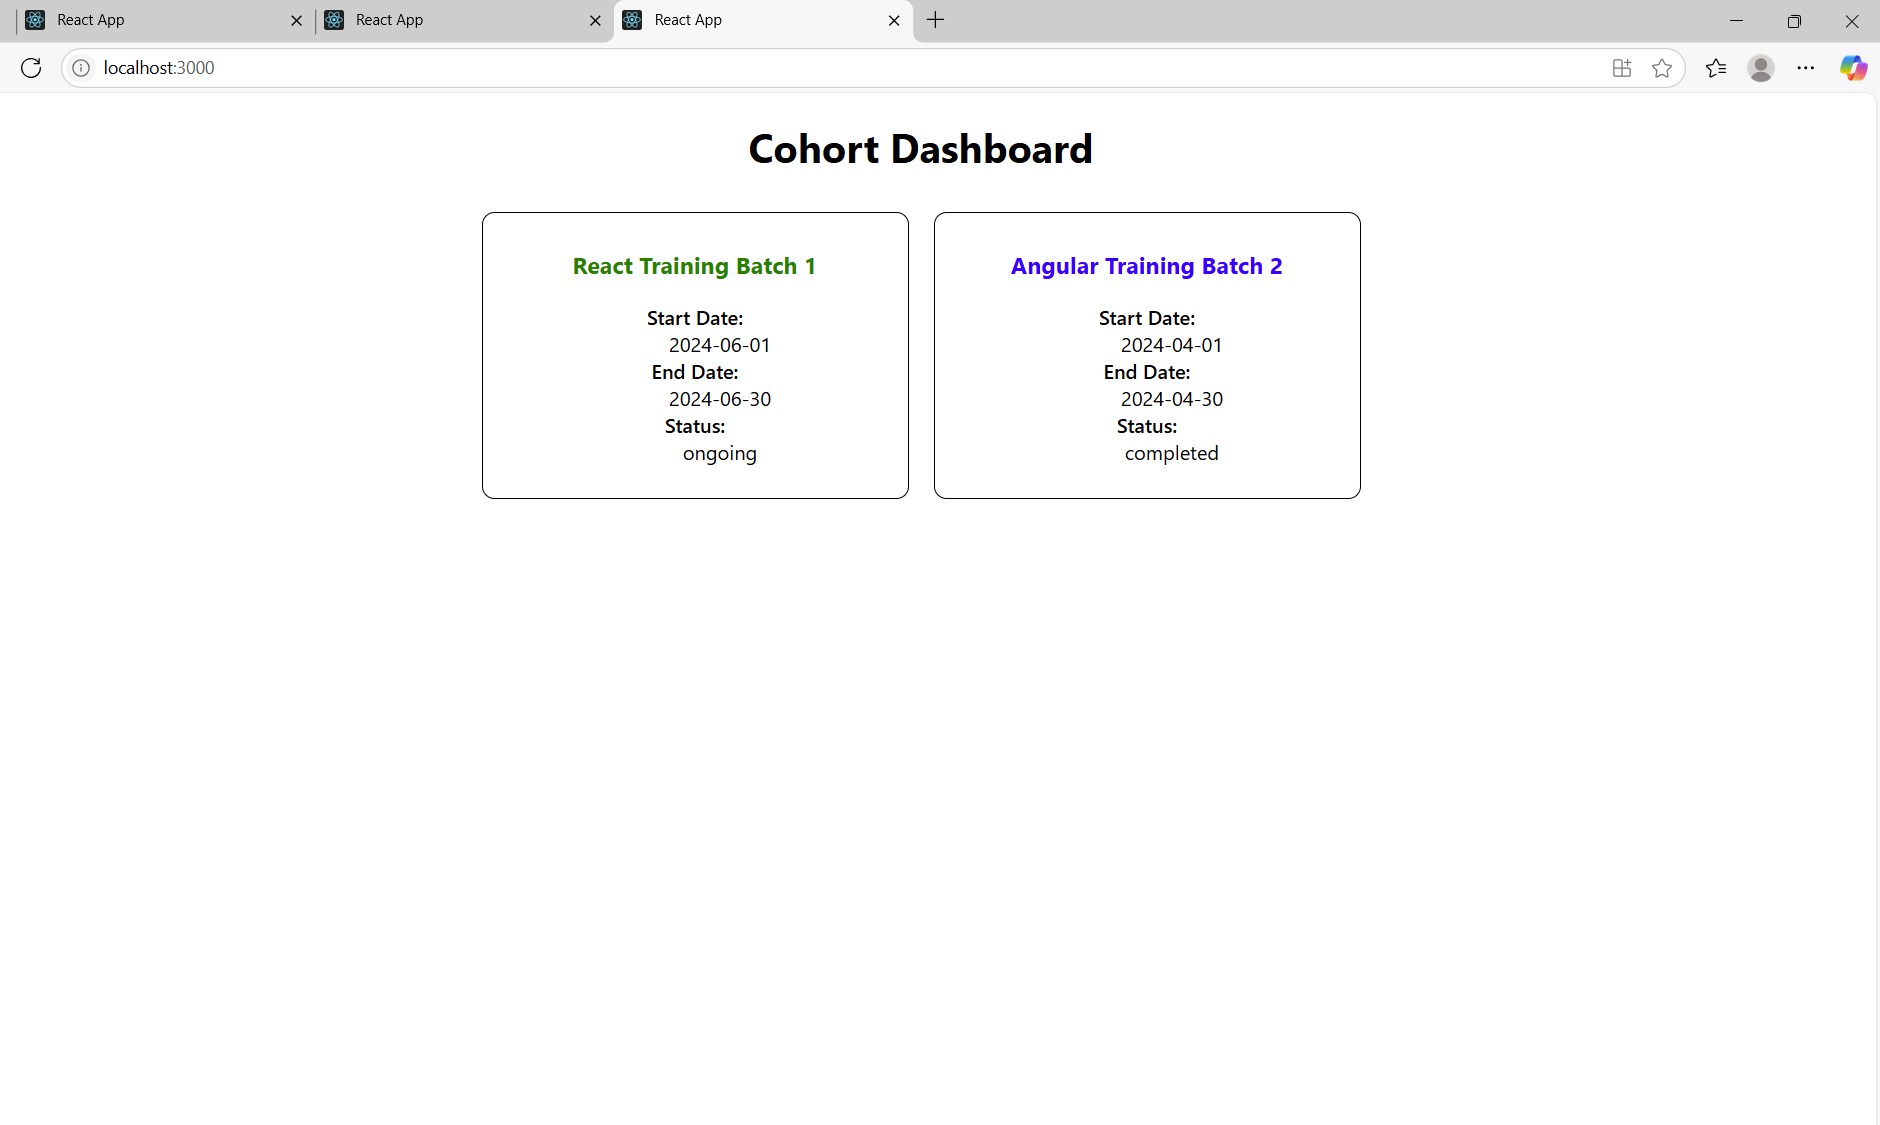 React App
React App
React App
localhost:3000
Cohort Dashboard
React Training Batch 1
Start Date:
2024-06-01
End Date:
2024-06-30
Status:
ongoing
Angular Training Batch 2
Start Date:
2024-04-01
End Date:
2024-04-30
Status:
completed